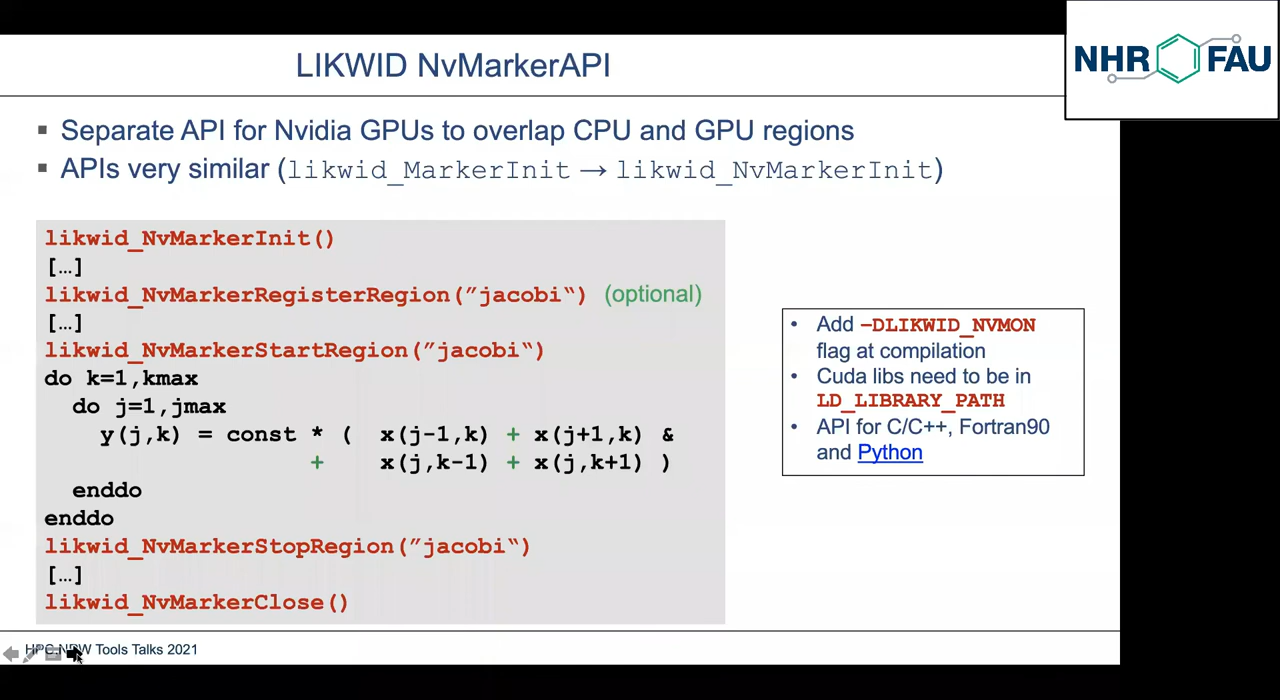 LIKWID NvMarkerAPI
NHR FAU
▪ Separate API for Nvidia GPUs to overlap CPU and GPU regions
▪ APIs very similar (likwid_MarkerInit → likwid_NvMarkerInit)
likwid_NvMarkerInit()
[…]
likwid_NvMarkerRegisterRegion(”jacobi“) (optional)
[…]
likwid_NvMarkerStartRegion(”jacobi“)
do k=1,kmax
do j=1,jmax
y(j,k) = const * ( x(j-1,k) + x(j+1,k) &
+ x(j,k-1) + x(j,k+1) )
enddo
enddo
likwid_NvMarkerStopRegion(”jacobi“)
[…]
likwid_NvMarkerClose()
• Add –DLIKWID_NVMON
flag at compilation
• Cuda libs need to be in
LD_LIBRARY_PATH
• API for C/C++, Fortran90
and Python
HPC.NRW Tools Talks 2021